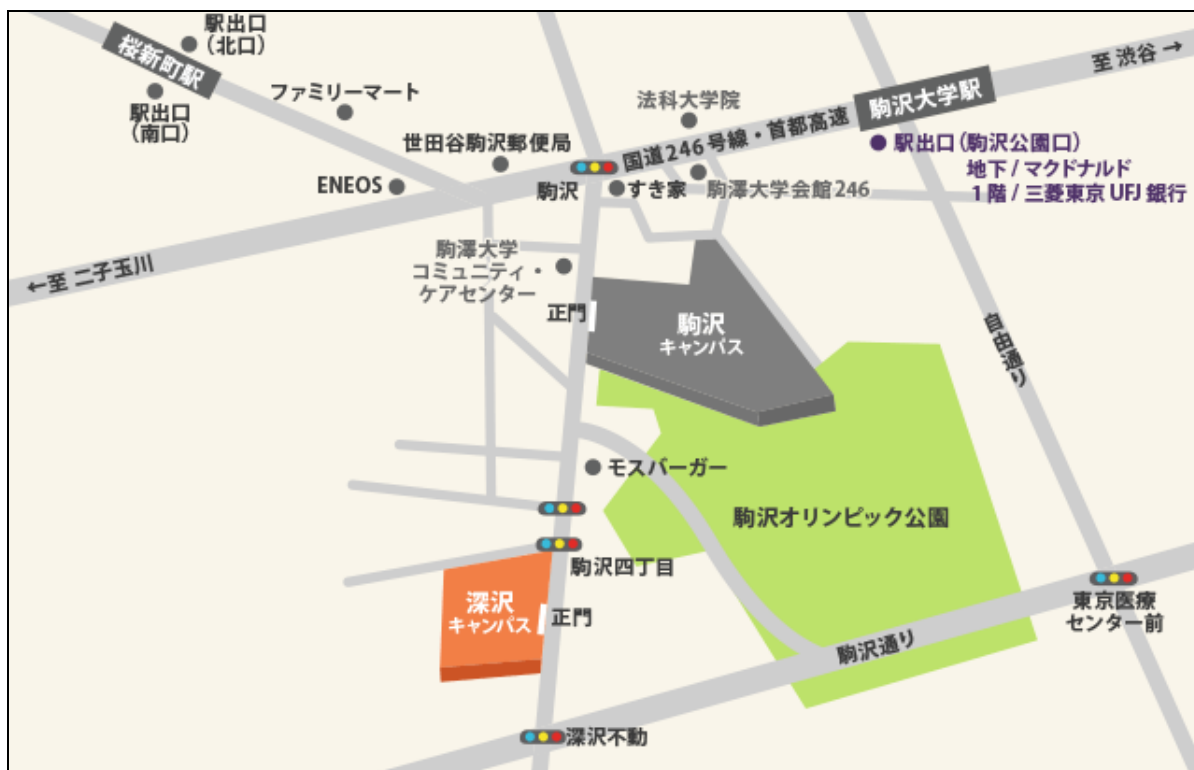 駅出口
（北口）
桜新町駅
駅出口
（南口）
ファミリーマート
法科大学院
至 渋谷 →
駒沢大学駅
国道246号線・首都高速
駅出口（駒沢公園口）
地下 / マクドナルド
1階 / 三菱東京UFJ銀行
世田谷駒沢郵便局
ENEOS
駒沢
すき家
駒澤大学会館246
←至 二子玉川
駒澤大学
コミュニティ・
ケアセンター
正門
駒沢
キャンパス
自由通り
モスバーガー
駒沢オリンピック公園
駒沢四丁目
深沢
キャンパス
正門
東京医療
センター前
駒沢通り
深沢不動